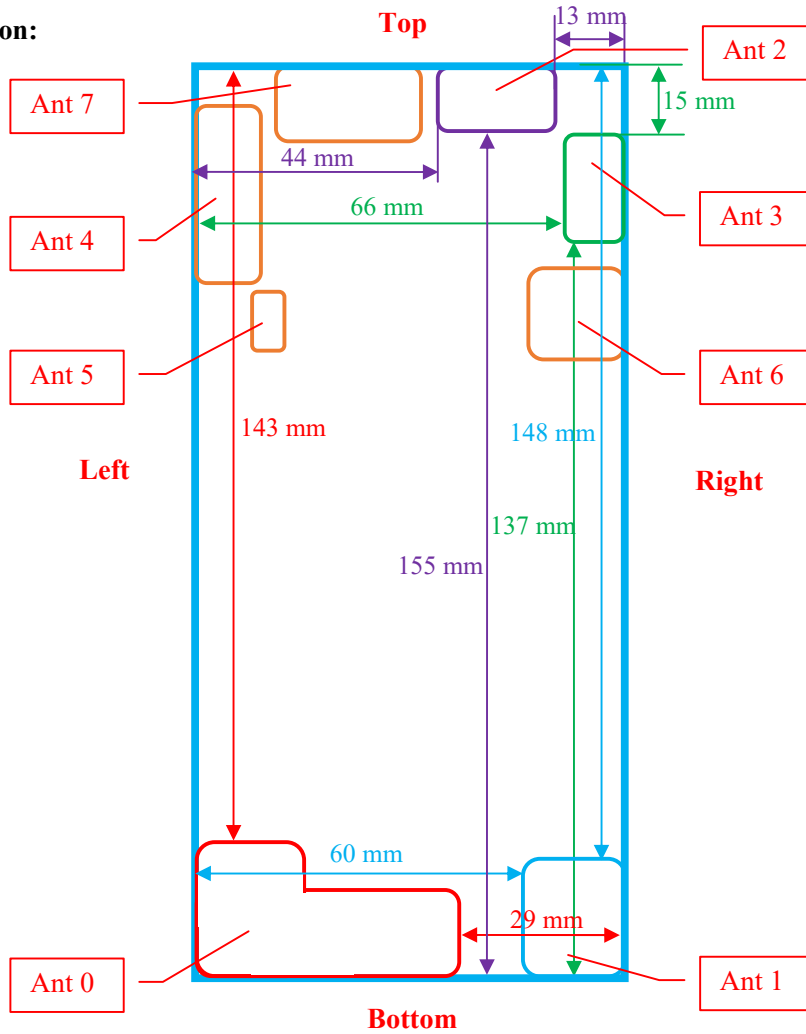 on:
Top
13 mm
Ant 2
Ant 7
15 mm
44 mm
66 mm
Ant 3
Ant 4
Ant 5
Ant 6
143 mm
148 mm
Left
Right
137 mm
155 mm
60 mm
29 mm
Ant 0
Ant 1
Bottom